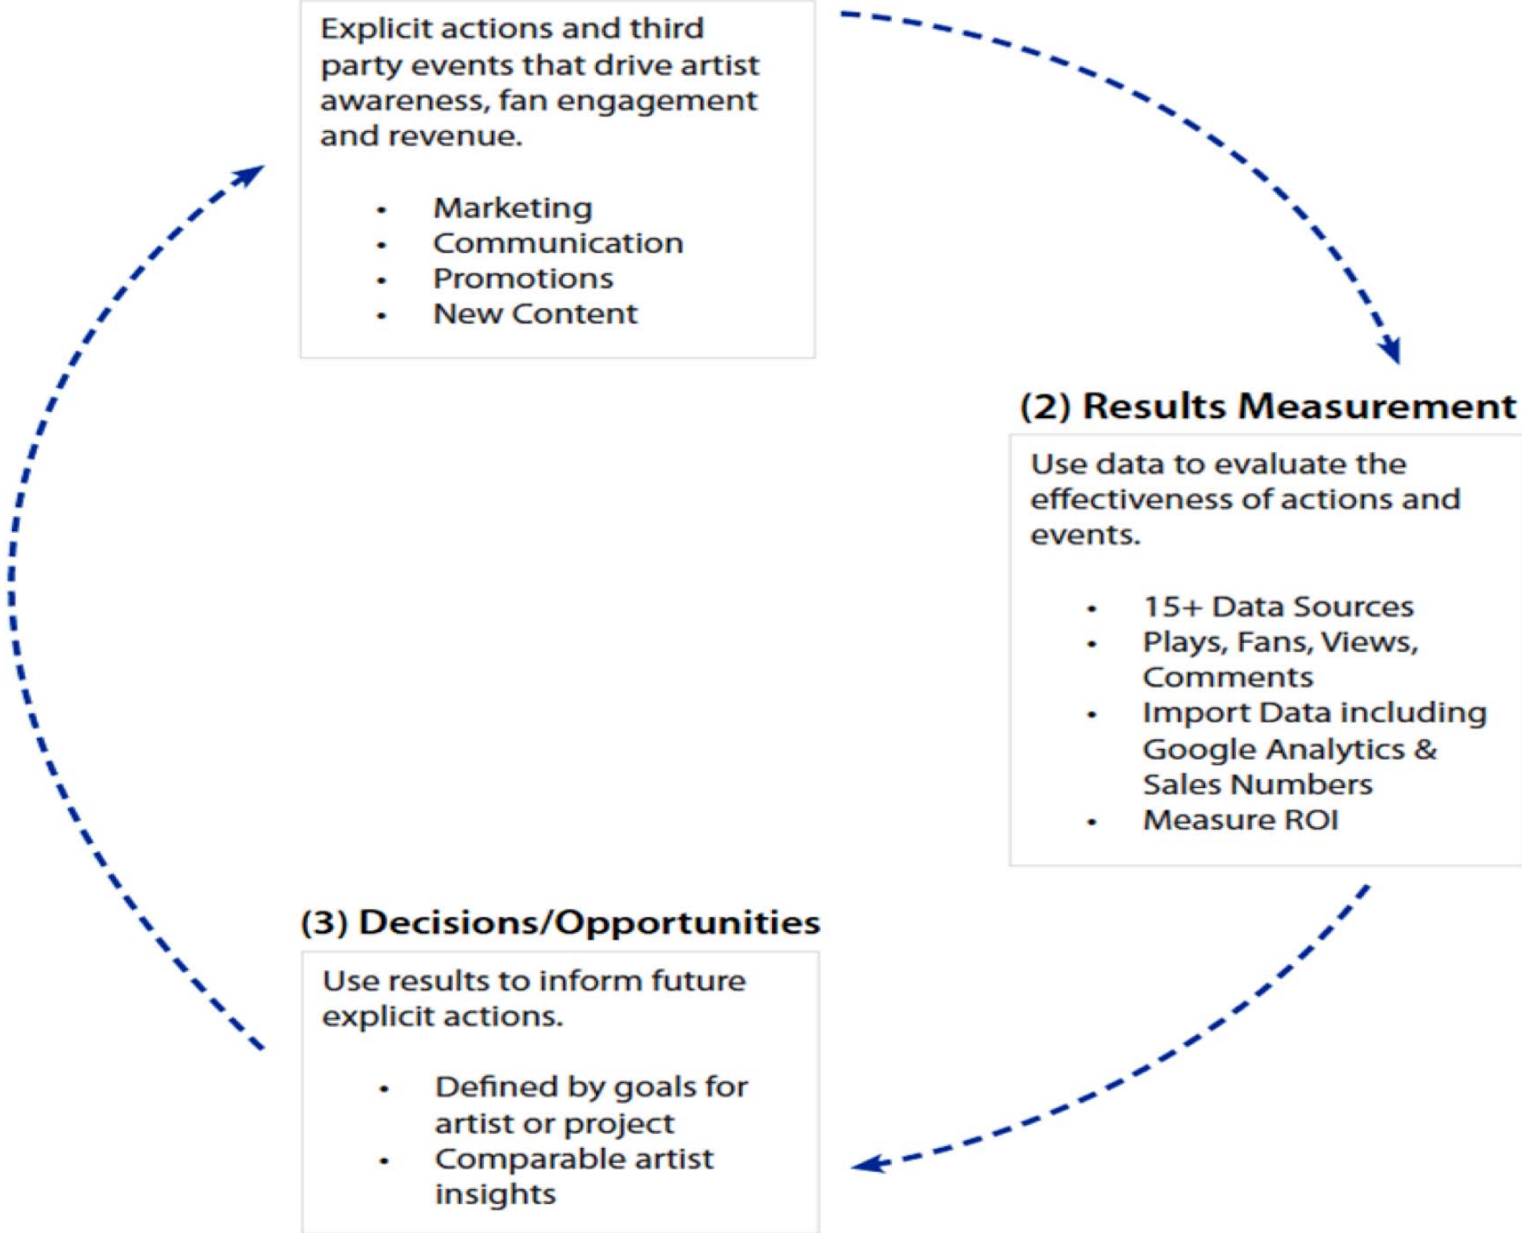 Explicit actions and third
party events that drive artist
awareness, fan engagement
and revenue.
• Marketing
• Communication
• Promotions
• New Content
(2) Results Measurement
Use data to evaluate the
effectiveness of actions and
events.
• 15+ Data Sources
• Plays, Fans, Views,
Comments
• Import Data including
Google Analytics &
Sales Numbers
• Measure ROI
(3) Decisions/Opportunities
Use results to inform future
explicit actions.
• Defined by goals for
artist or project
• Comparable artist
insights